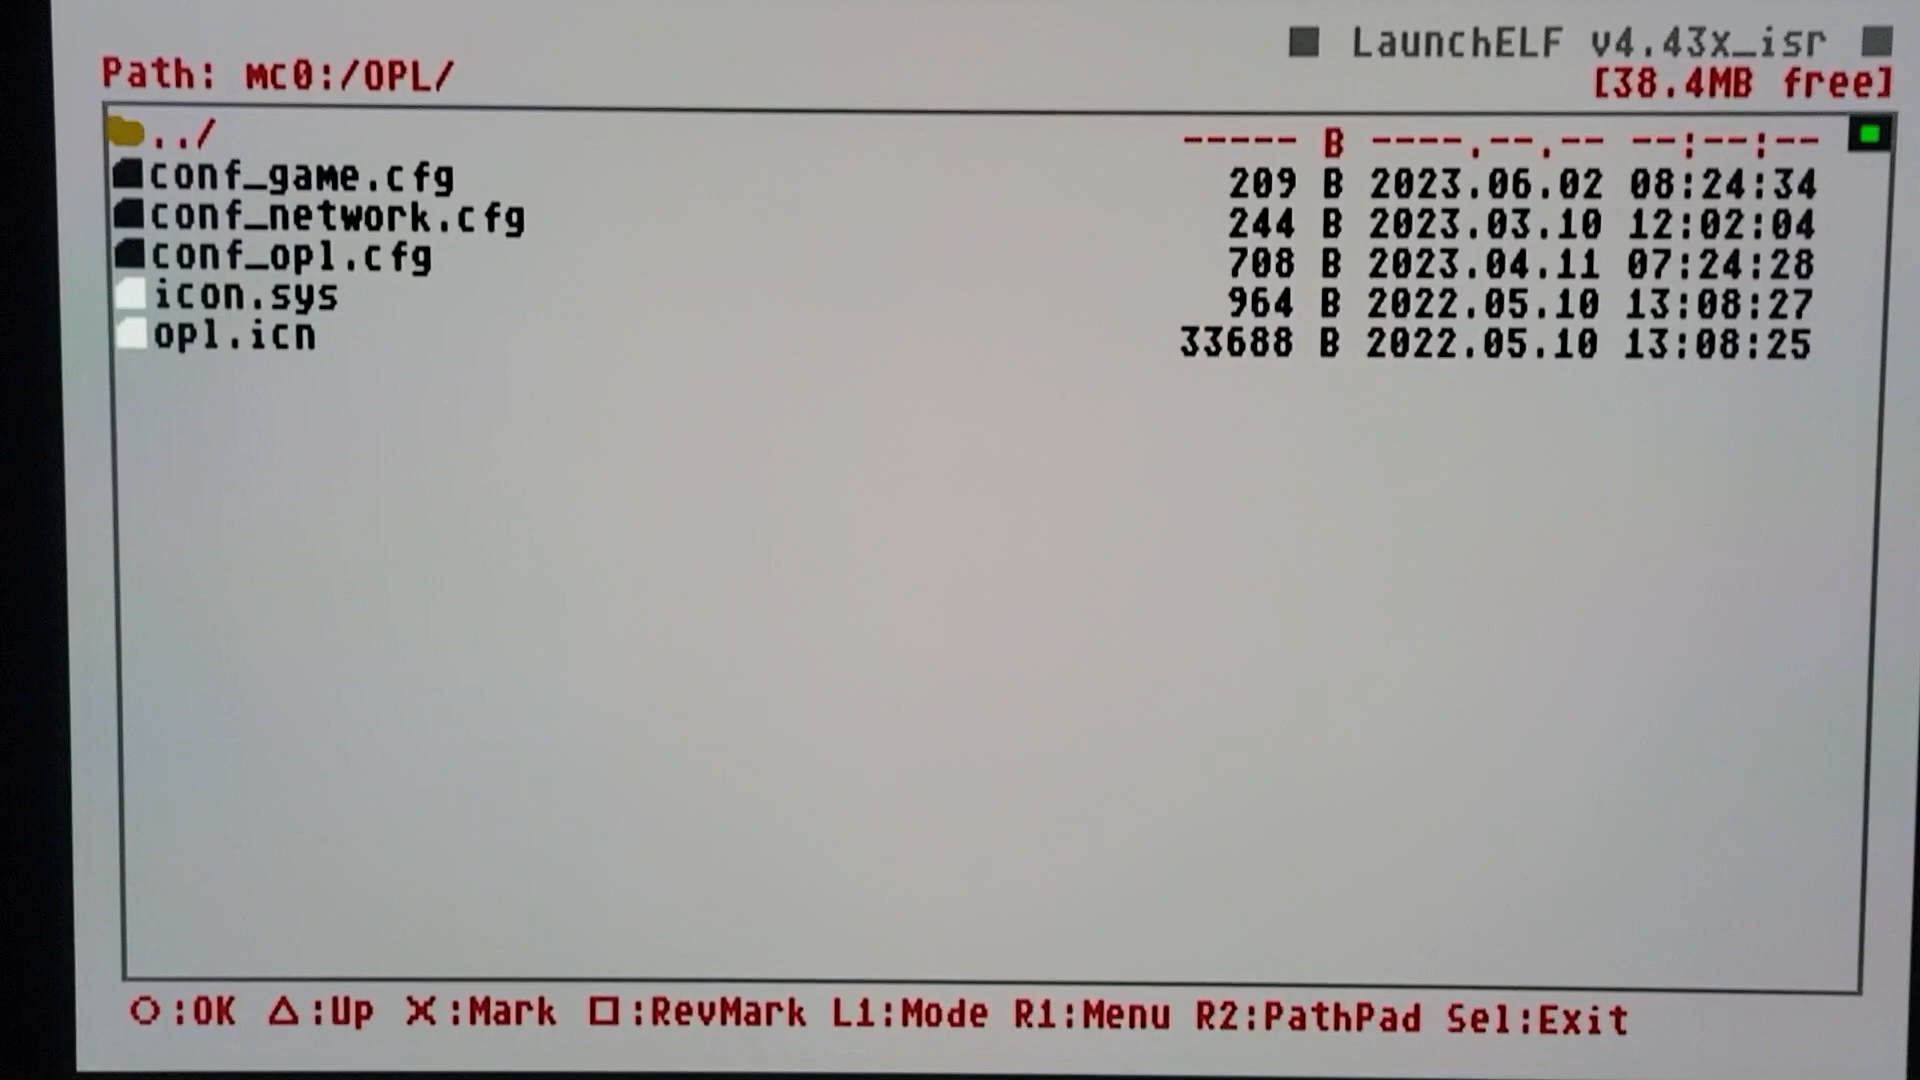 ■ LaunchELF v4.43x_isr ■
Path: mc0:/OPL/ [38.4MB free]
../ ----- B ----.--.-- --:--:--
conf_game.cfg 209 B 2023.06.02 08:24:34
conf_network.cfg 244 B 2023.03.10 12:02:04
conf_opl.cfg 708 B 2023.04.11 07:24:28
icon.sys 964 B 2022.05.10 13:08:27
opl.icn 33688 B 2022.05.10 13:08:25
○:OK △:Up ✕:Mark □:RevMark L1:Mode R1:Menu R2:PathPad Sel:Exit